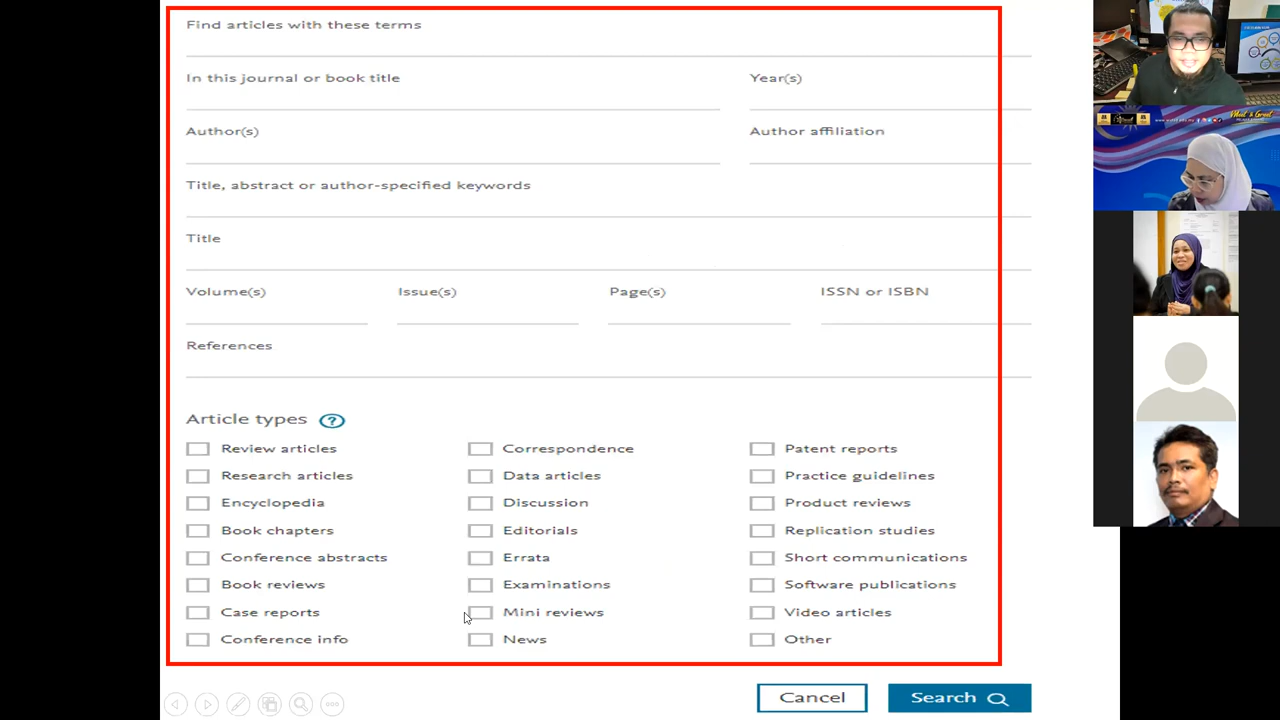 Find articles with these terms
In this journal or book title
Year(s)
Author(s)
Author affiliation
Title, abstract or author-specified keywords
Title
Volume(s)
Issue(s)
Page(s)
ISSN or ISBN
References
Article types ?
Review articles
Correspondence
Patent reports
Research articles
Data articles
Practice guidelines
Encyclopedia
Discussion
Product reviews
Book chapters
Editorials
Replication studies
Conference abstracts
Errata
Short communications
Book reviews
Examinations
Software publications
Case reports
Mini reviews
Video articles
Conference info
News
Other
Cancel
Search